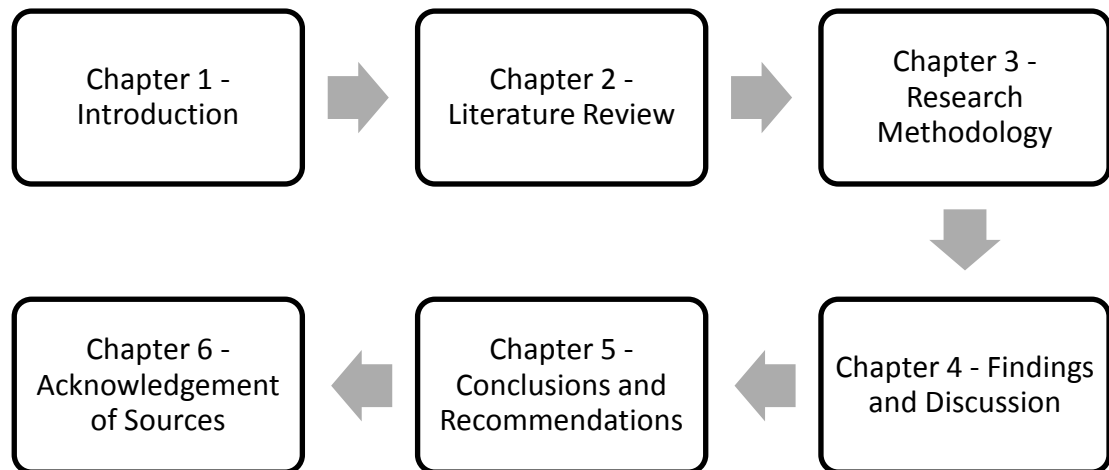 Chapter 1 -
Introduction
Chapter 2 -
Literature Review
Chapter 3 -
Research
Methodology
Chapter 4 - Findings
and Discussion
Chapter 5 -
Conclusions and
Recommendations
Chapter 6 -
Acknowledgement
of Sources